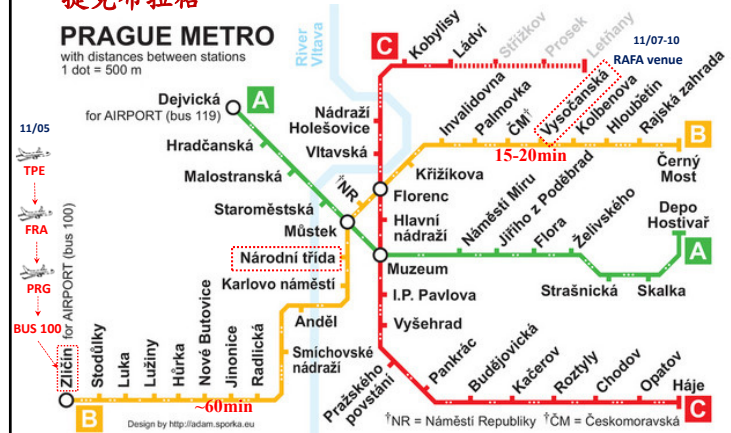 捷克布拉格
PRAGUE METRO
with distances between stations
1 dot = 500 m
River
Vltava
C
Kobylisy
Ládví
Střížkov
Prosek
Letňany
11/07-10
RAFA venue
Dejvická
for AIRPORT (bus 119)
A
Hradčanská
Malostranská
Staroměstská
Můstek
Národní třída
Karlovo náměstí
Anděl
Smíchovské
nádraží
Nádraží
Holešovice
Vltavská
†NR
Invalidovna
Palmovka
ČM†
Vysočanská
Kolbenova
Hloubětín
Rajská zahrada
B
Černý
Most
15-20min
Křižíkova
Florenc
Hlavní
nádraží
Muzeum
Náměstí Míru
Jiřího z Poděbrad
Flora
Želivského
Depo
Hostivař
A
Strašnická
Skalka
I.P. Pavlova
Vyšehrad
Pražského
povstání
Pankrác
Budějovická
Kačerov
Roztyly
Chodov
Opatov
Háje
C
11/05
TPE
FRA
PRG
BUS 100
Zličín
for AIRPORT (bus 100)
Stodůlky
Luka
Lužiny
Hůrka
Nové Butovice
Jinonice
Radlická
B
~60min
Design by http://adam.sporka.eu
†NR = Náměstí Republiky †ČM = Českomoravská